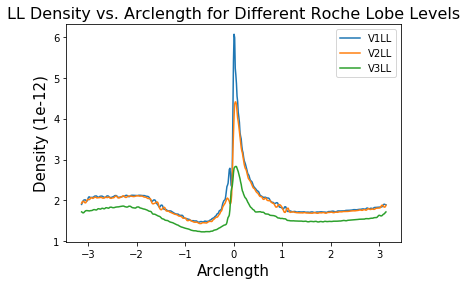 LL Density vs. Arclength for Different Roche Lobe Levels
V1LL
V2LL
V3LL
Density (1e-12)
6
5
4
3
2
1
−3
−2
−1
0
1
2
3
Arclength